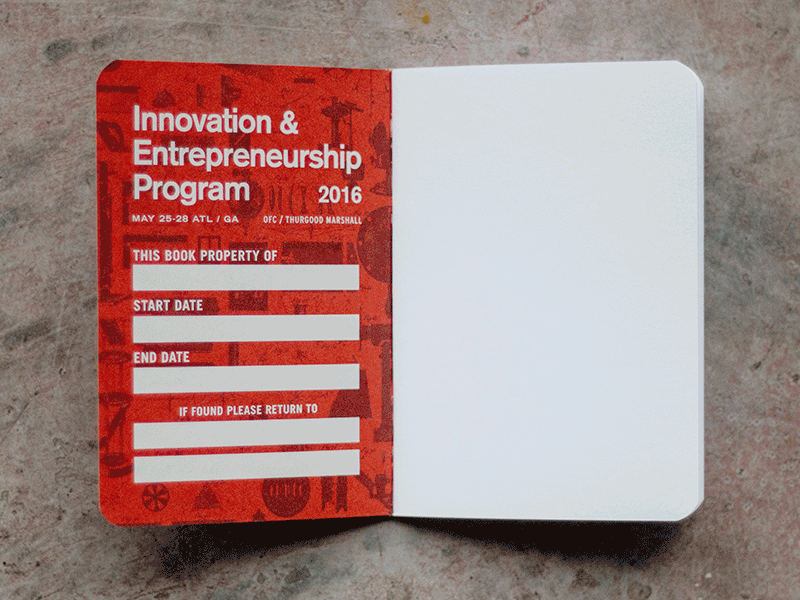 Innovation &
Entrepreneurship
Program 2016
MAY 25-28 ATL / GA OFC / THURGOOD MARSHALL
THIS BOOK PROPERTY OF
START DATE
END DATE
IF FOUND PLEASE RETURN TO